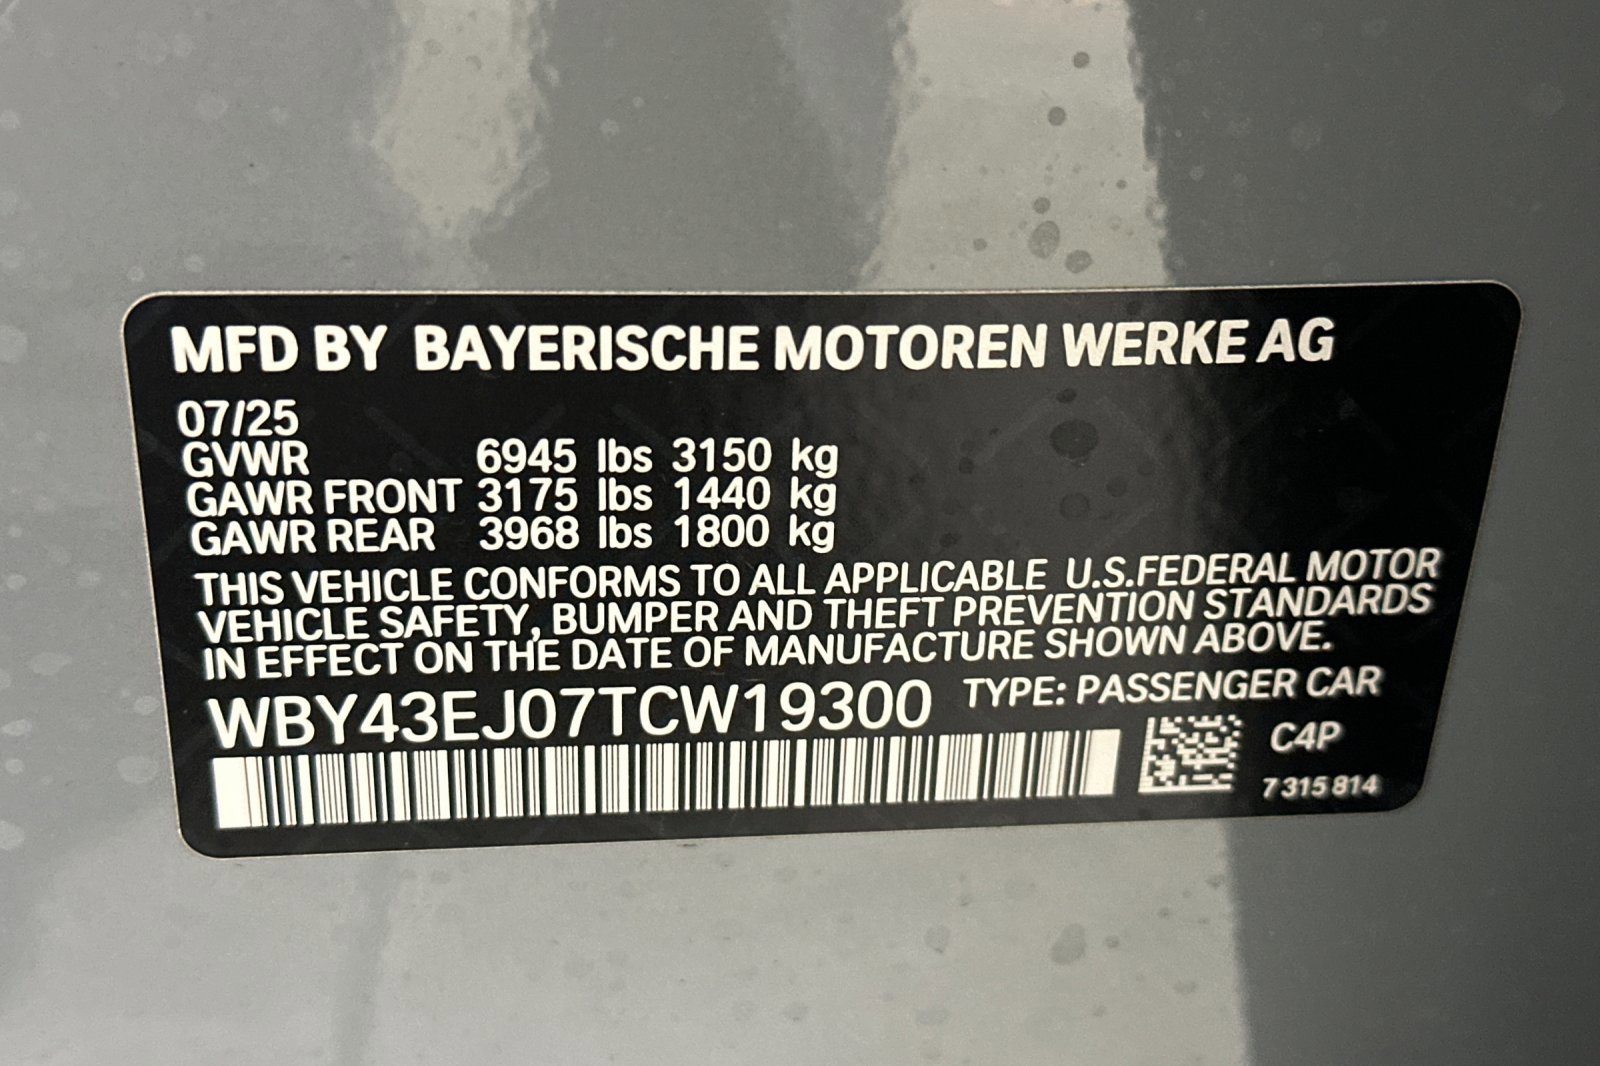 MFD BY BAYERISCHE MOTOREN WERKE AG
07/25
GVWR 6945 lbs 3150 kg
GAWR FRONT 3175 lbs 1440 kg
GAWR REAR 3968 lbs 1800 kg
THIS VEHICLE CONFORMS TO ALL APPLICABLE U.S.FEDERAL MOTOR
VEHICLE SAFETY, BUMPER AND THEFT PREVENTION STANDARDS
IN EFFECT ON THE DATE OF MANUFACTURE SHOWN ABOVE.
WBY43EJ07TCW19300 TYPE: PASSENGER CAR
C4P
7 315 814